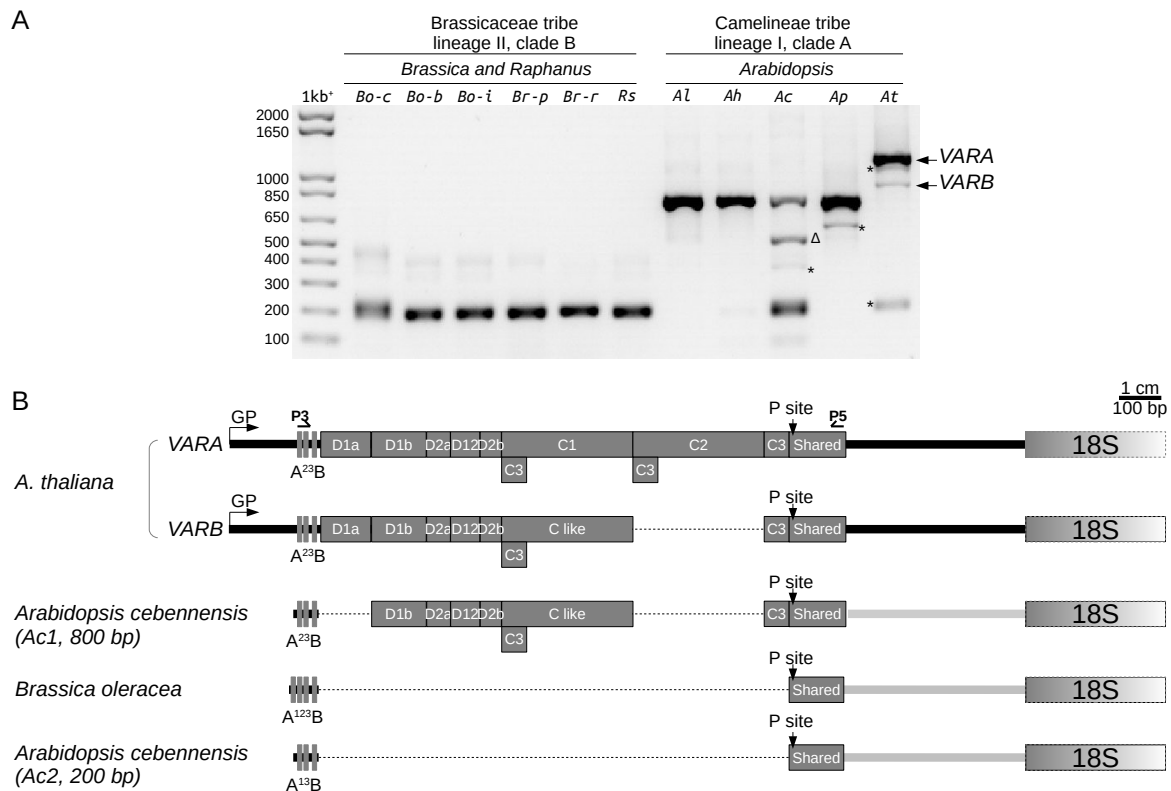 A
Brassicaceae tribe
lineage II, clade B
Camelineae tribe
lineage I, clade A
Brassica and Raphanus
Arabidopsis
1kb⁺ Bo-c Bo-b Bo-i Br-p Br-r Rs Al Ah Ac Ap At
2000
1650
1000
850
650
500
400
300
200
100
VARA
*
VARB
*
Δ
*
*
B
1 cm
100 bp
GP
P3
P site
P5
VARA
D1a D1b D2a D12 D2b C1 C2 C3 Shared
18S
A²³B
C3 C3
A. thaliana
GP
P site
VARB
D1a D1b D2a D12 D2b C like C3 Shared
18S
A²³B
C3
P site
Arabidopsis cebennensis
(Ac1, 800 bp)
D1b D2a D12 D2b C like C3 Shared
18S
A²³B
C3
P site
Brassica oleracea
Shared
18S
A¹²³B
P site
Arabidopsis cebennensis
(Ac2, 200 bp)
Shared
18S
A¹³B